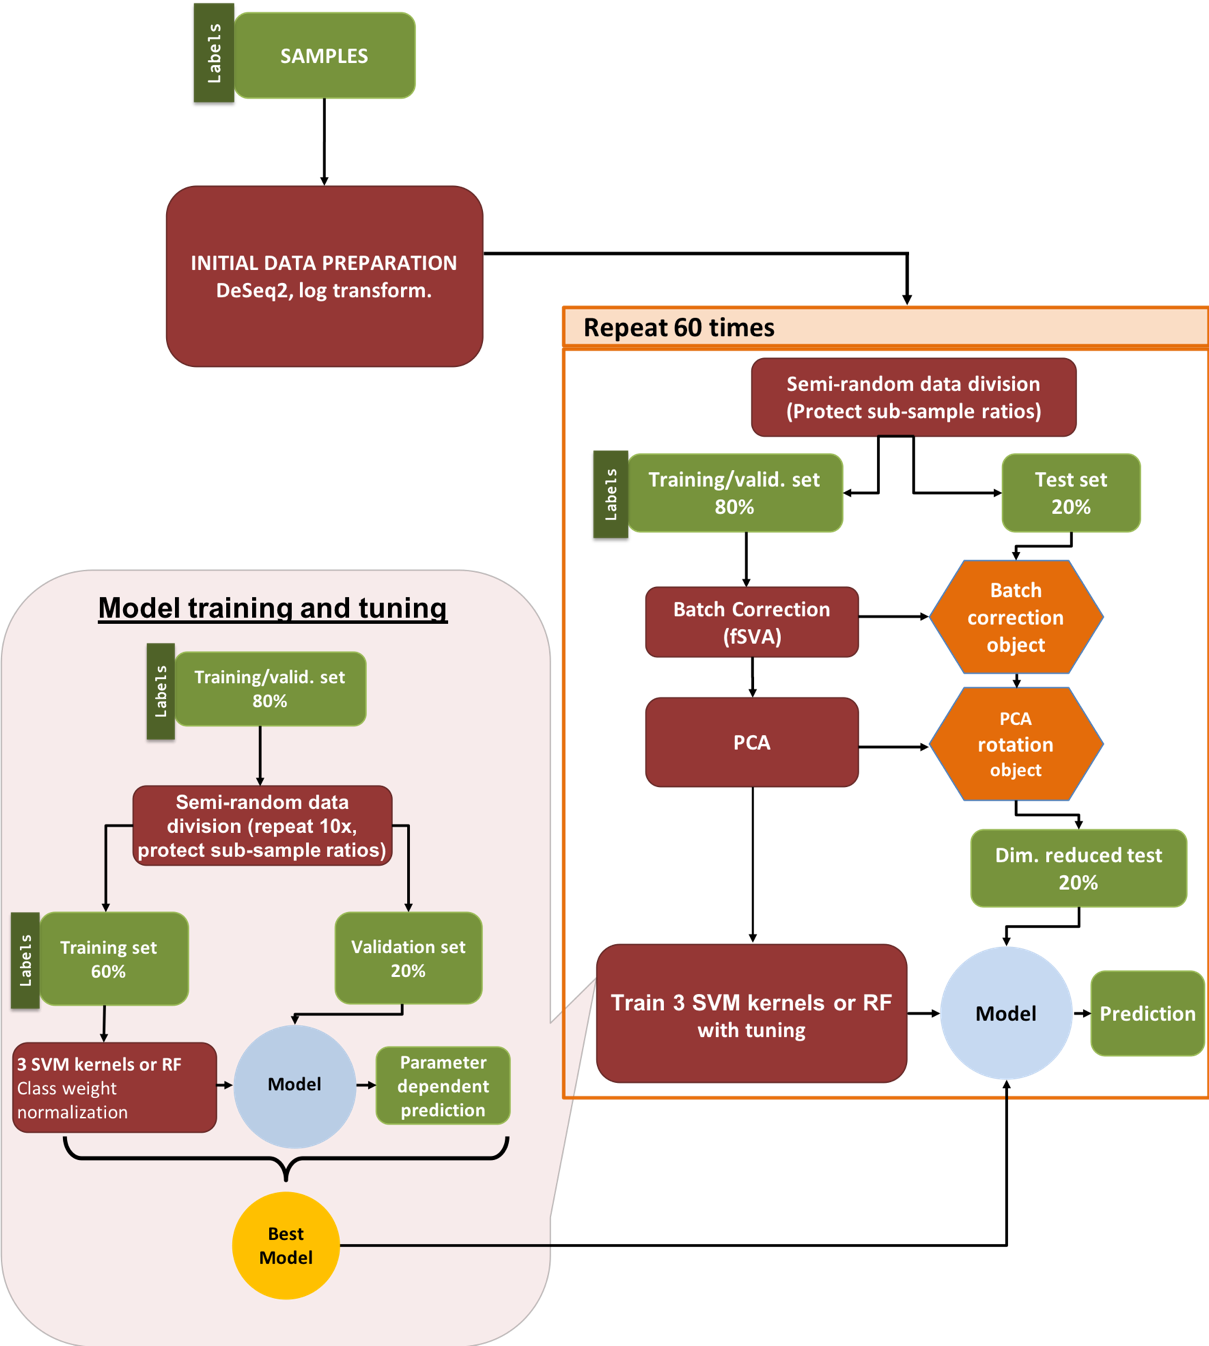 Labels
SAMPLES
INITIAL DATA PREPARATION
DeSeq2, log transform.
Repeat 60 times
Semi-random data division
(Protect sub-sample ratios)
Labels
Training/valid. set
80%
Test set
20%
Batch Correction
(fSVA)
Batch
correction
object
PCA
PCA
rotation
object
Dim. reduced test
20%
Train 3 SVM kernels or RF
with tuning
Model
Prediction
Model training and tuning
Labels
Training/valid. set
80%
Semi-random data
division (repeat 10x,
protect sub-sample ratios)
Labels
Training set
60%
Validation set
20%
3 SVM kernels or RF
Class weight
normalization
Model
Parameter
dependent
prediction
Best
Model